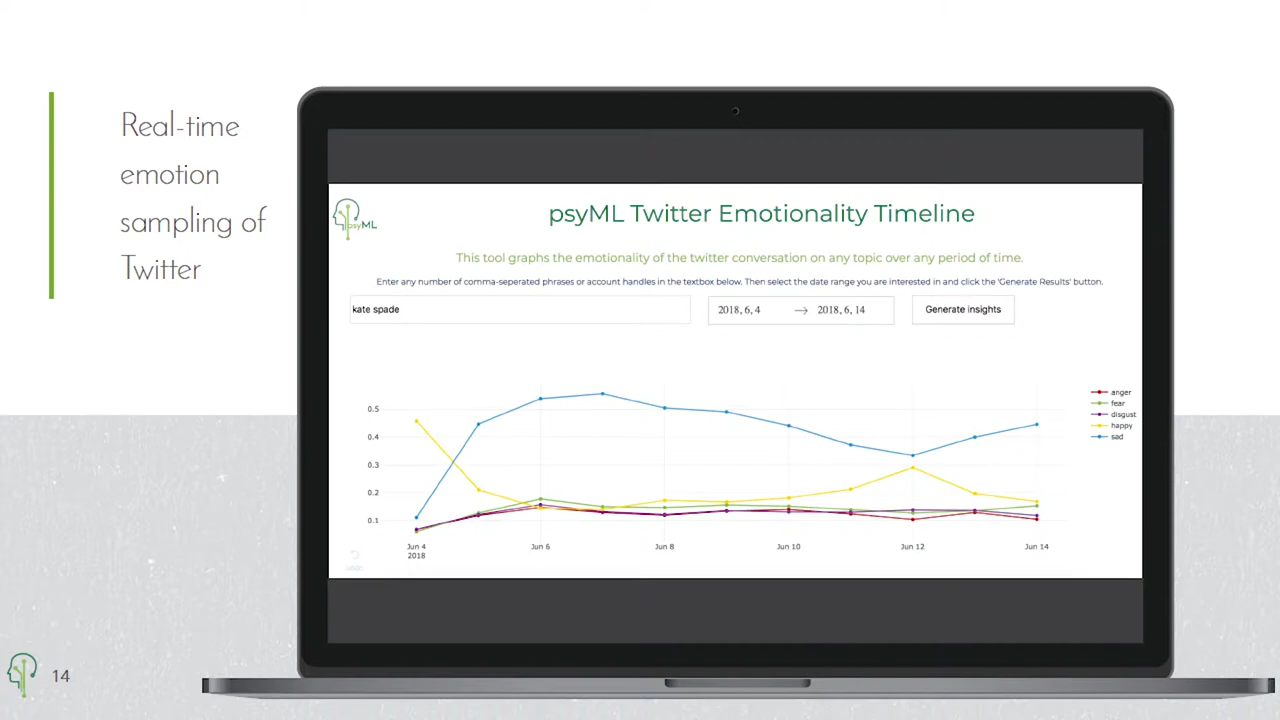 Real-time
emotion
sampling of
Twitter
psyML
psyML Twitter Emotionality Timeline
This tool graphs the emotionality of the twitter conversation on any topic over any period of time.
Enter any number of comma-seperated phrases or account handles in the textbox below. Then select the date range you are interested in and click the 'Generate Results' button.
kate spade
2018, 6, 4 → 2018, 6, 14
Generate insights
0.5
0.4
0.3
0.2
0.1
Jun 4
2018
Jun 6
Jun 8
Jun 10
Jun 12
Jun 14
anger
fear
disgust
happy
sad
14